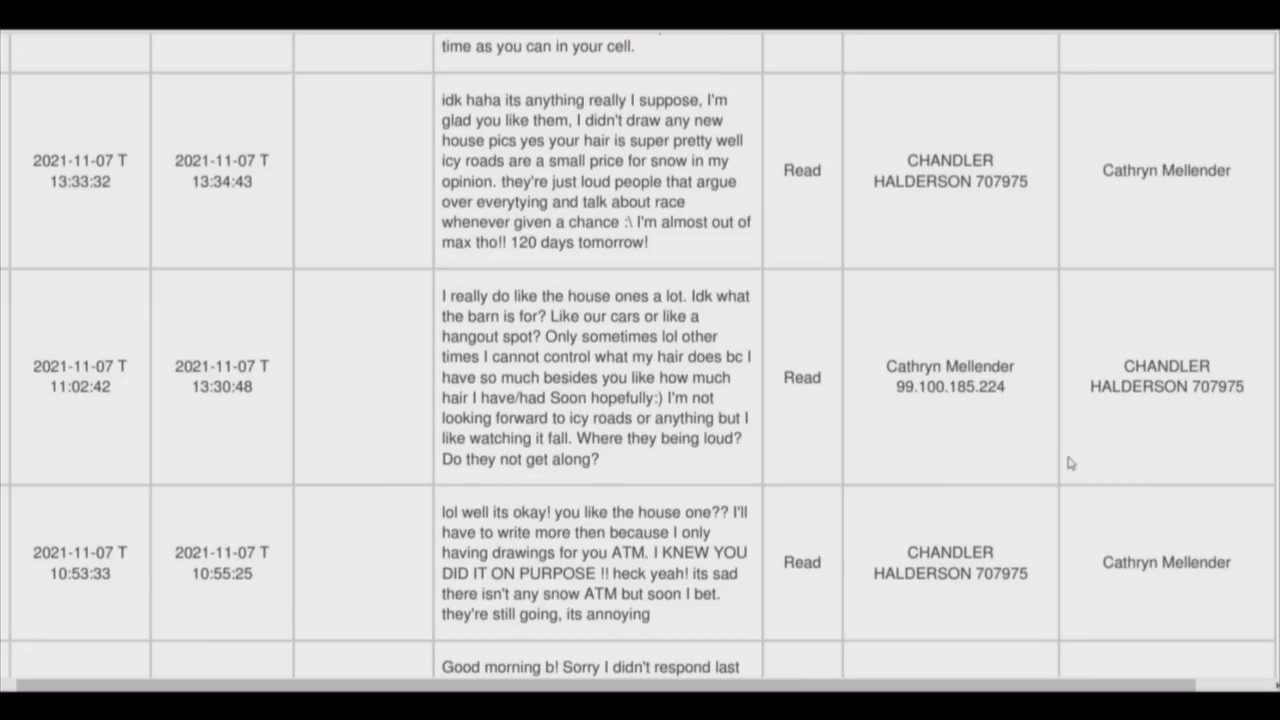 time as you can in your cell.
2021-11-07 T
13:33:32
2021-11-07 T
13:34:43
idk haha its anything really I suppose, I'm
glad you like them, I didn't draw any new
house pics yes your hair is super pretty well
icy roads are a small price for snow in my
opinion. they're just loud people that argue
over everytying and talk about race
whenever given a chance :\ I'm almost out of
max tho!! 120 days tomorrow!
Read
CHANDLER
HALDERSON 707975
Cathryn Mellender
2021-11-07 T
11:02:42
2021-11-07 T
13:30:48
I really do like the house ones a lot. Idk what
the barn is for? Like our cars or like a
hangout spot? Only sometimes lol other
times I cannot control what my hair does bc I
have so much besides you like how much
hair I have/had Soon hopefully:) I'm not
looking forward to icy roads or anything but I
like watching it fall. Where they being loud?
Do they not get along?
Read
Cathryn Mellender
99.100.185.224
CHANDLER
HALDERSON 707975
2021-11-07 T
10:53:33
2021-11-07 T
10:55:25
lol well its okay! you like the house one?? I'll
have to write more then because I only
having drawings for you ATM. I KNEW YOU
DID IT ON PURPOSE !! heck yeah! its sad
there isn't any snow ATM but soon I bet.
they're still going, its annoying
Read
CHANDLER
HALDERSON 707975
Cathryn Mellender
Good morning b! Sorry I didn't respond last